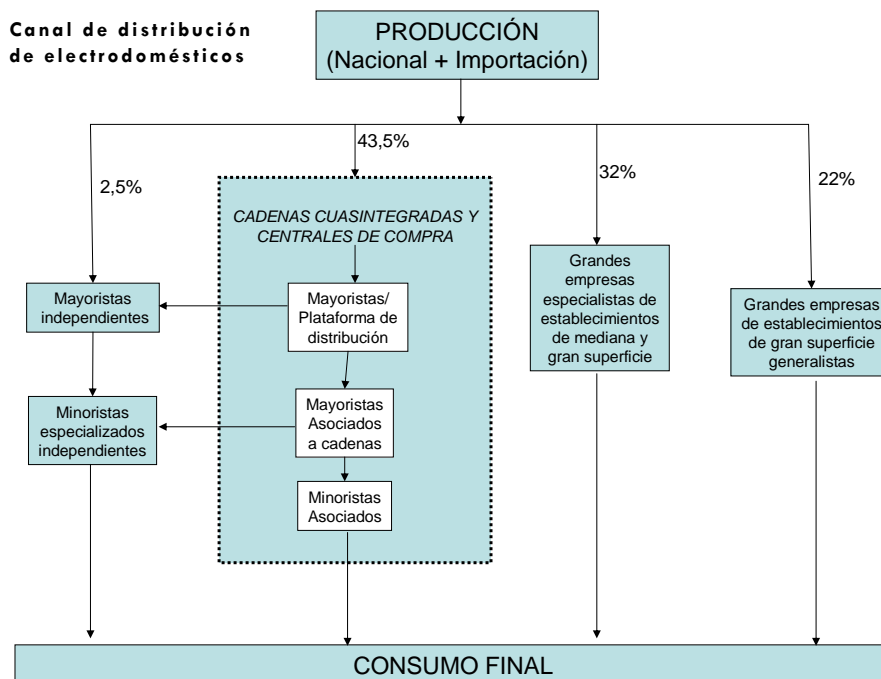 Canal de distribución
de electrodomésticos
PRODUCCIÓN
(Nacional + Importación)
2,5%
43,5%
32%
22%
CADENAS CUASINTEGRADAS Y
CENTRALES DE COMPRA
Mayoristas
independientes
Mayoristas/
Plataforma de
distribución
Grandes
empresas
especialistas de
establecimientos
de mediana y
gran superficie
Grandes empresas
de establecimientos
de gran superficie
generalistas
Minoristas
especializados
independientes
Mayoristas
Asociados
a cadenas
Minoristas
Asociados
CONSUMO FINAL